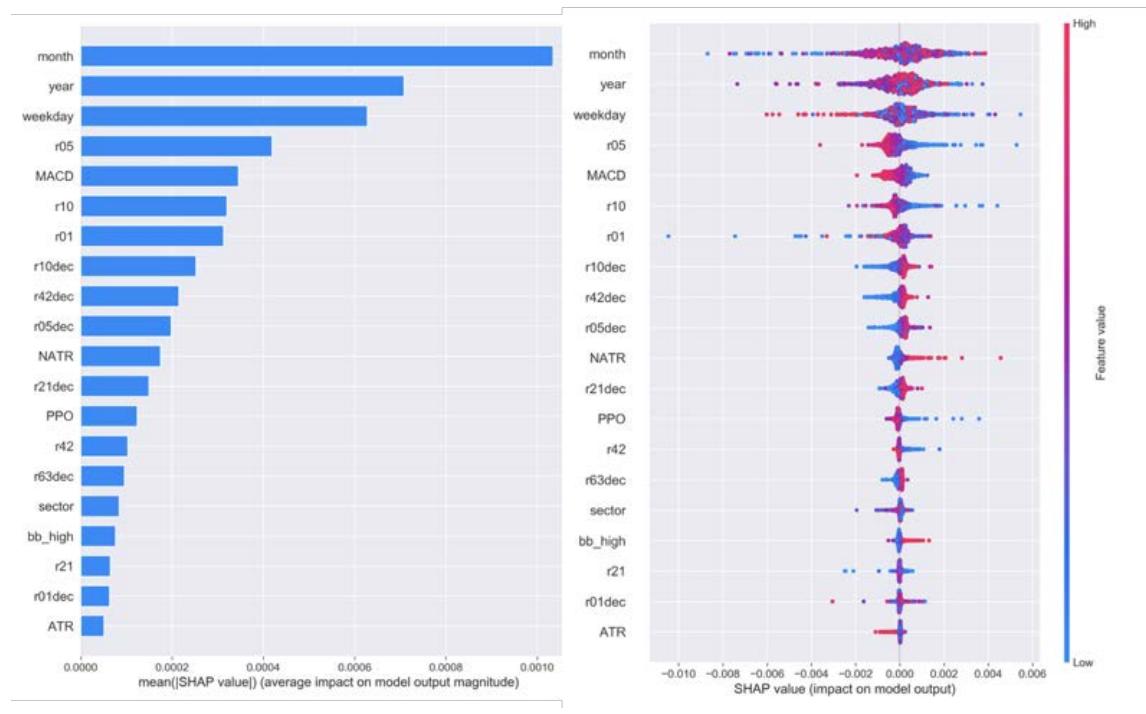 month
year
weekday
r05
MACD
r10
r01
r10dec
r42dec
r05dec
NATR
r21dec
PPO
r42
r63dec
sector
bb_high
r21
r01dec
ATR
0.0000 0.0002 0.0004 0.0006 0.0008 0.0010
mean(|SHAP value|) (average impact on model output magnitude)
month
year
weekday
r05
MACD
r10
r01
r10dec
r42dec
r05dec
NATR
r21dec
PPO
r42
r63dec
sector
bb_high
r21
r01dec
ATR
−0.010 −0.008 −0.006 −0.004 −0.002 0.000 0.002 0.004 0.006
SHAP value (impact on model output)
High
Feature value
Low